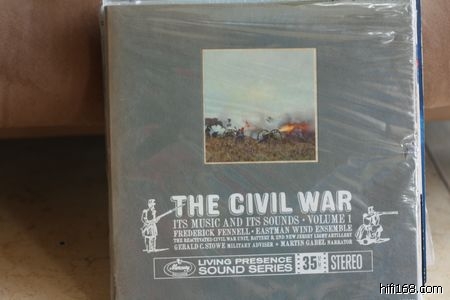 THE CIVIL WAR
ITS MUSIC AND ITS SOUNDS · VOLUME 1
FREDERICK FENNELL · EASTMAN WIND ENSEMBLE
THE REACTIVATED CIVIL WAR UNIT, BATTERY B, 2ND NEW JERSEY LIGHT ARTILLERY
GERALD C. STOWE MILITARY ADVISER · MARTIN GABEL NARRATOR
Mercury LIVING PRESENCE SOUND SERIES 35 STEREO
hifi168.com